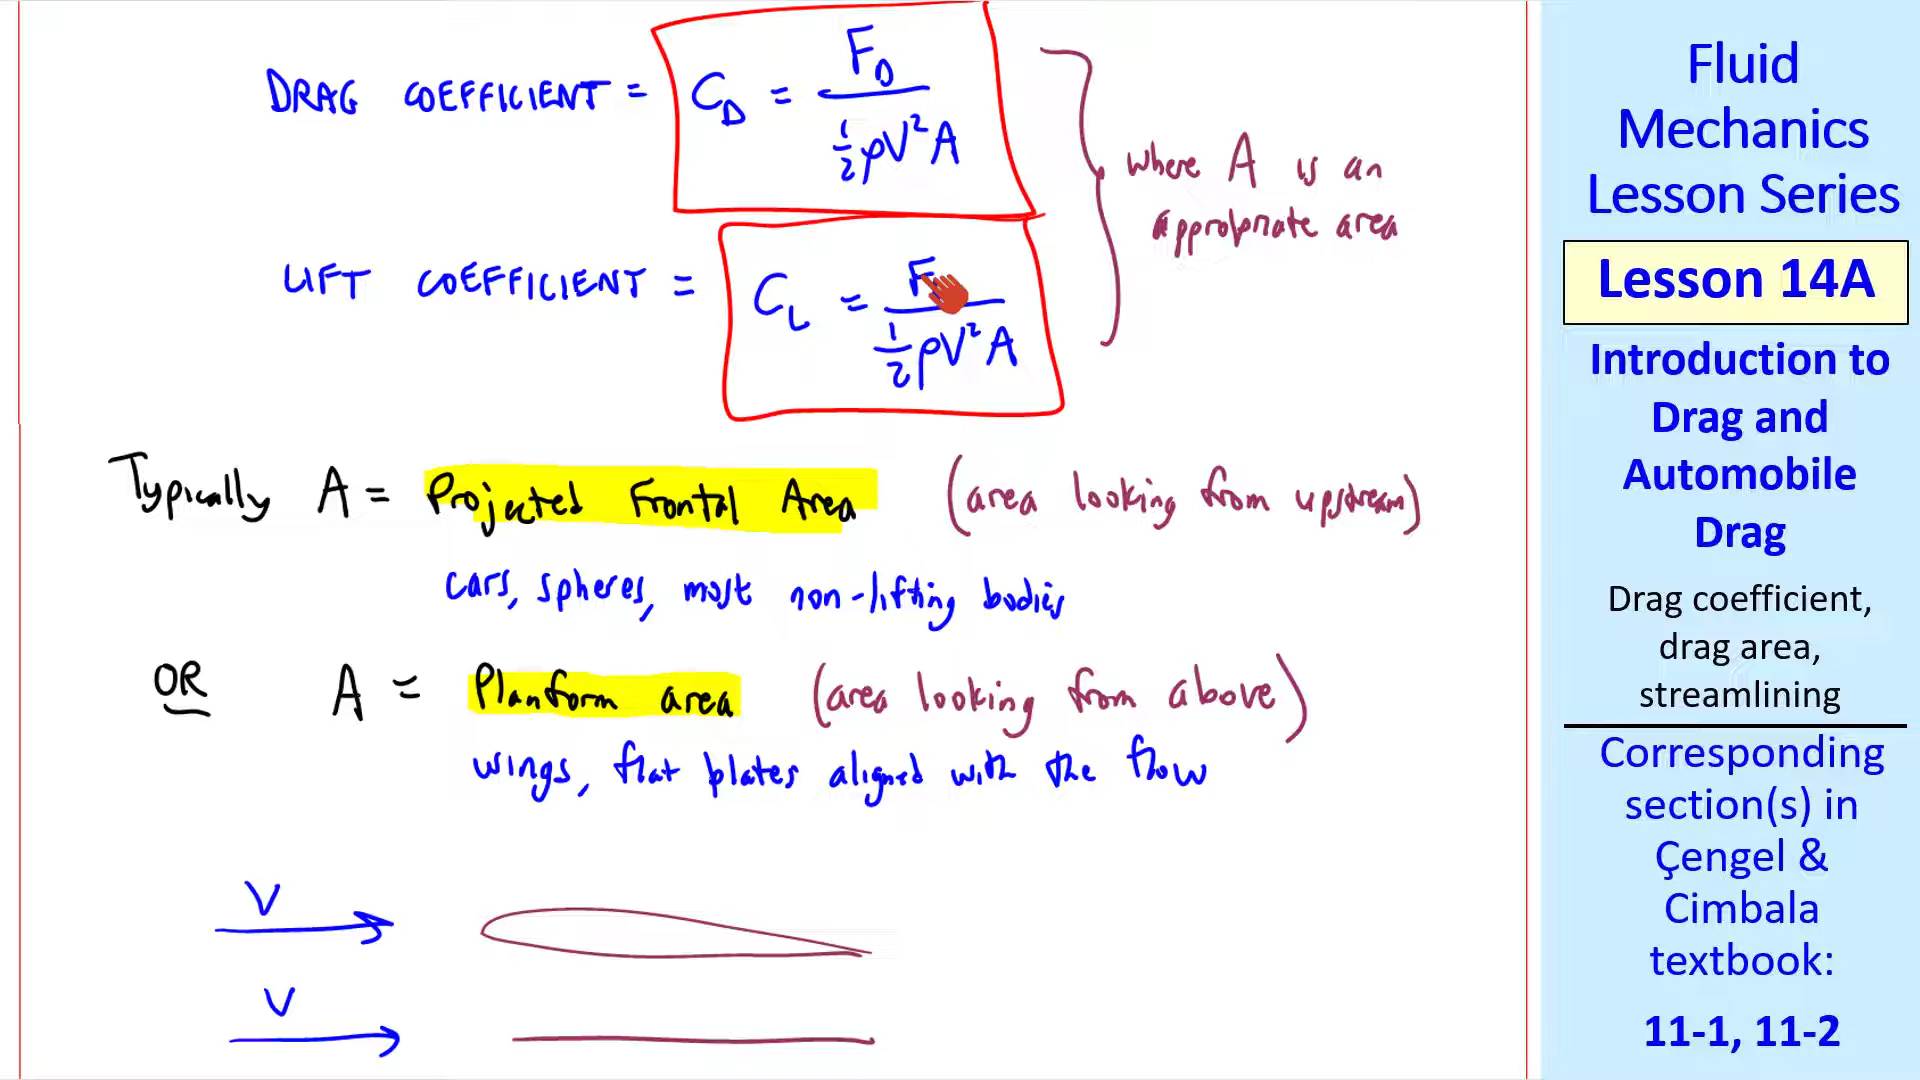 DRAG COEFFICIENT = C_D = F_D / ½ρV²A
where A is an
appropriate area
LIFT COEFFICIENT = C_L = F / ½ρV²A
Typically A = Projected Frontal Area (area looking from upstream)
cars, spheres, most non-lifting bodies
OR A = Planform area (area looking from above)
wings, flat plates aligned with the flow
V
V
Fluid
Mechanics
Lesson Series
Lesson 14A
Introduction to
Drag and
Automobile
Drag
Drag coefficient,
drag area,
streamlining
Corresponding
section(s) in
Çengel &
Cimbala
textbook:
11-1, 11-2